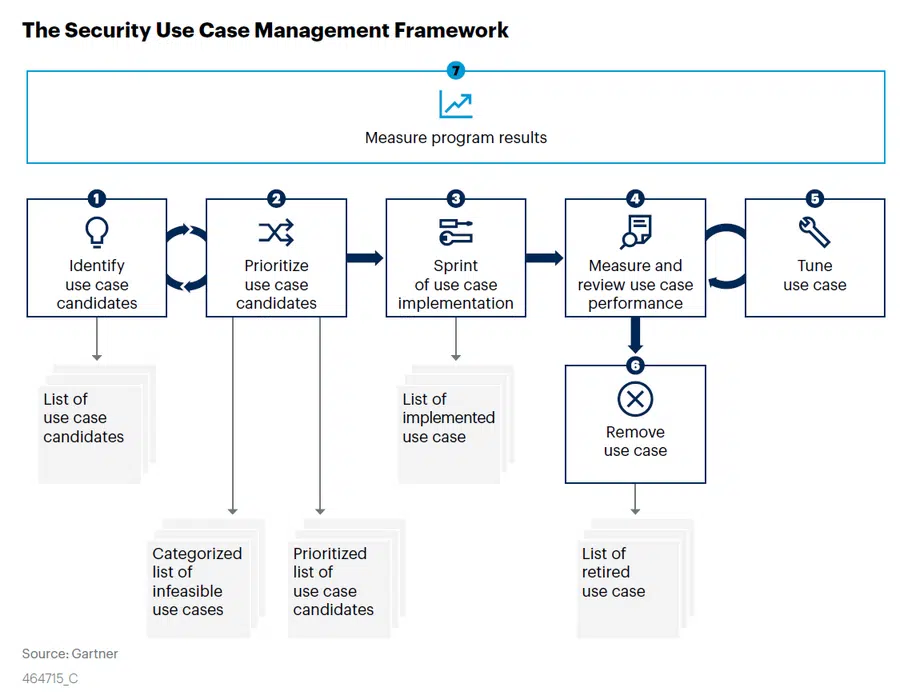 The Security Use Case Management Framework
7
Measure program results
1
Identify
use case
candidates
2
Prioritize
use case
candidates
3
Sprint
of use case
implementation
4
Measure and
review use case
performance
5
Tune
use case
6
Remove
use case
List of
use case
candidates
List of
implemented
use case
Categorized
list of
infeasible
use cases
Prioritized
list of
use case
candidates
List of
retired
use case
Source: Gartner
464715_C